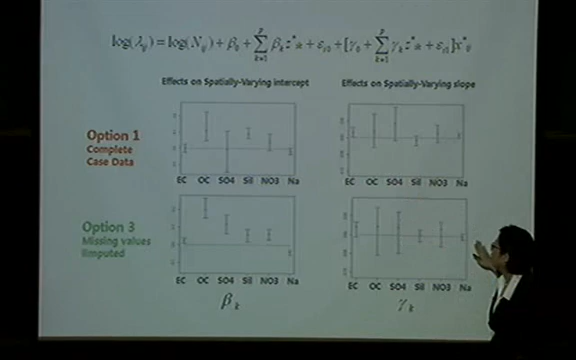 log(λij) = log(Nij) + β0 + ∑k=1p βk z*ik + εi0 + [γ0 + ∑k=1p γk z*ik + εi1]x*ij
Effects on Spatially-Varying intercept Effects on Spatially-Varying slope
Option 1
Complete
Case Data
EC OC SO4 Sil NO3 Na EC OC SO4 Sil NO3 Na
Option 3
Missing values
Imputed
EC OC SO4 Sil NO3 Na EC OC SO4 Sil NO3 Na
βk γk